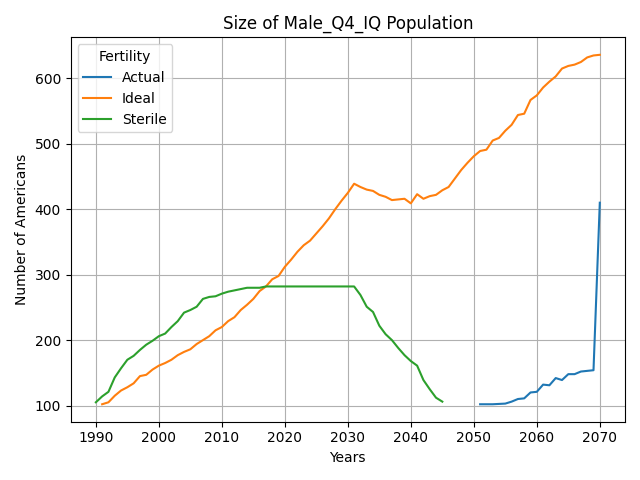 Size of Male_Q4_IQ Population
Fertility
Actual
Ideal
Sterile
Number of Americans
600
500
400
300
200
100
1990 2000 2010 2020 2030 2040 2050 2060 2070
Years